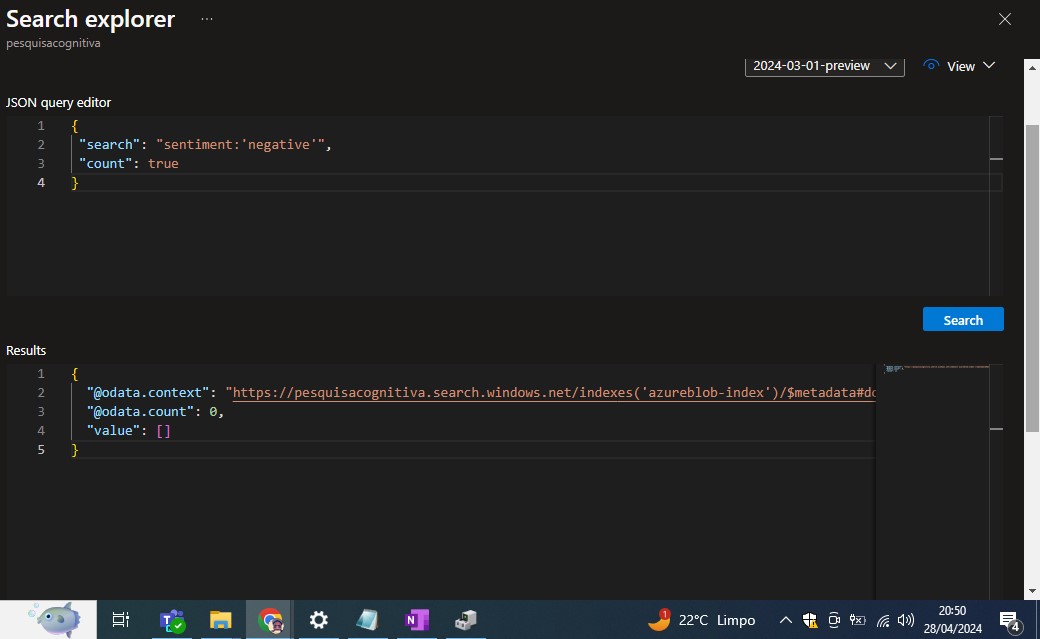 Search explorer ...
pesquisacognitiva
2024-03-01-preview View
JSON query editor
1 {
2 "search": "sentiment:'negative'",
3 "count": true
4 }
Search
Results
1 {
2 "@odata.context": "https://pesquisacognitiva.search.windows.net/indexes('azureblob-index')/$metadata#do
3 "@odata.count": 0,
4 "value": []
5 }
1 22°C Limpo
20:50
28/04/2024
4